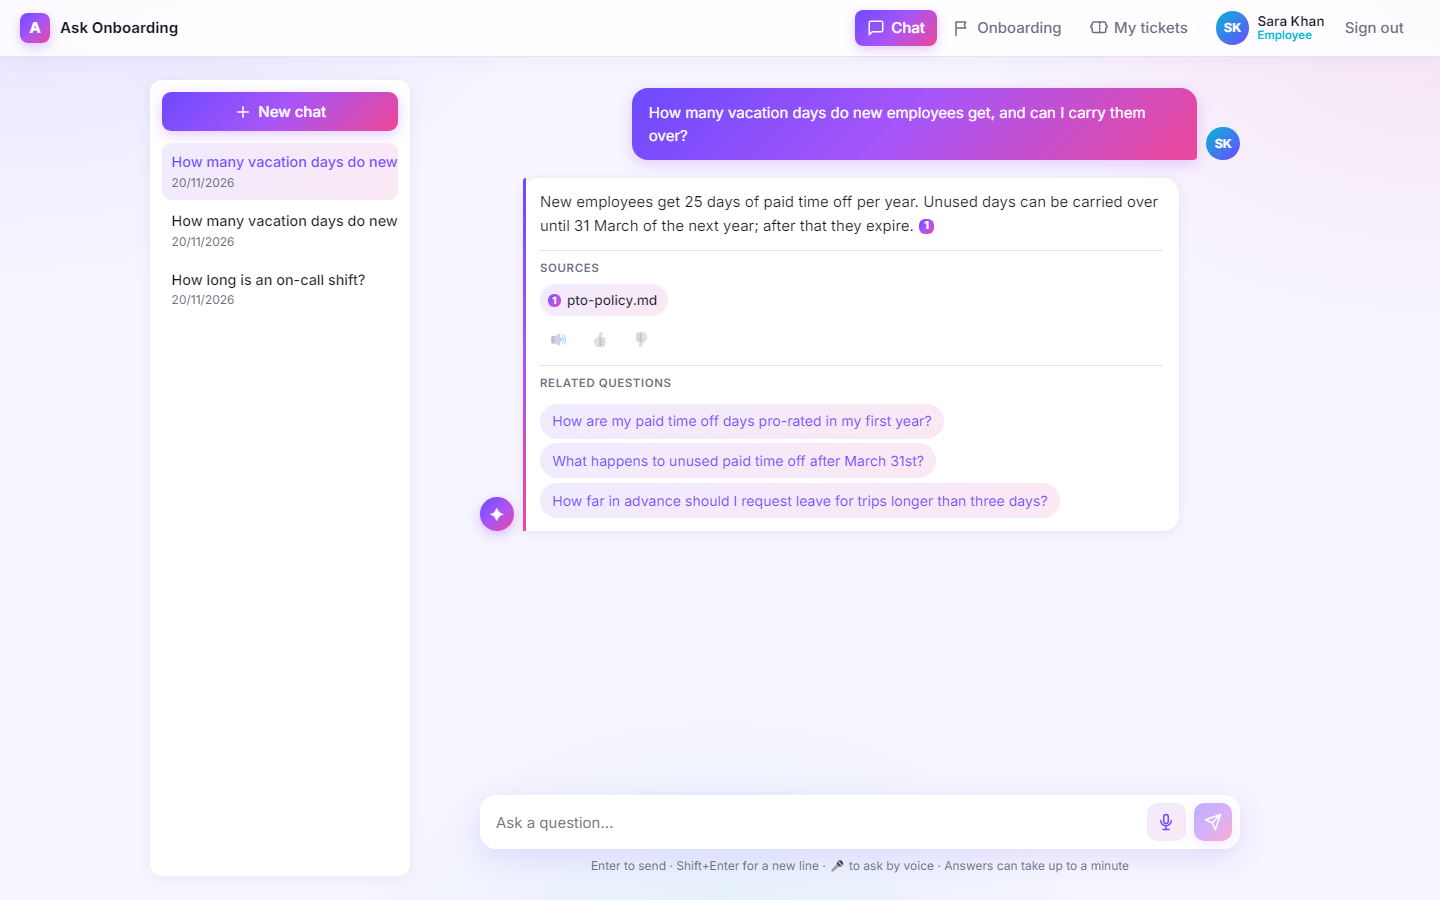 A Ask Onboarding
Chat
Onboarding
My tickets
SK
Sara Khan
Employee
Sign out
New chat
How many vacation days do new
20/11/2026
How many vacation days do new
20/11/2026
How long is an on-call shift?
20/11/2026
How many vacation days do new employees get, and can I carry them
over?
SK
New employees get 25 days of paid time off per year. Unused days can be carried over
until 31 March of the next year; after that they expire. 1
SOURCES
1 pto-policy.md
RELATED QUESTIONS
How are my paid time off days pro-rated in my first year?
What happens to unused paid time off after March 31st?
How far in advance should I request leave for trips longer than three days?
Ask a question...
Enter to send · Shift+Enter for a new line · 🎤 to ask by voice · Answers can take up to a minute